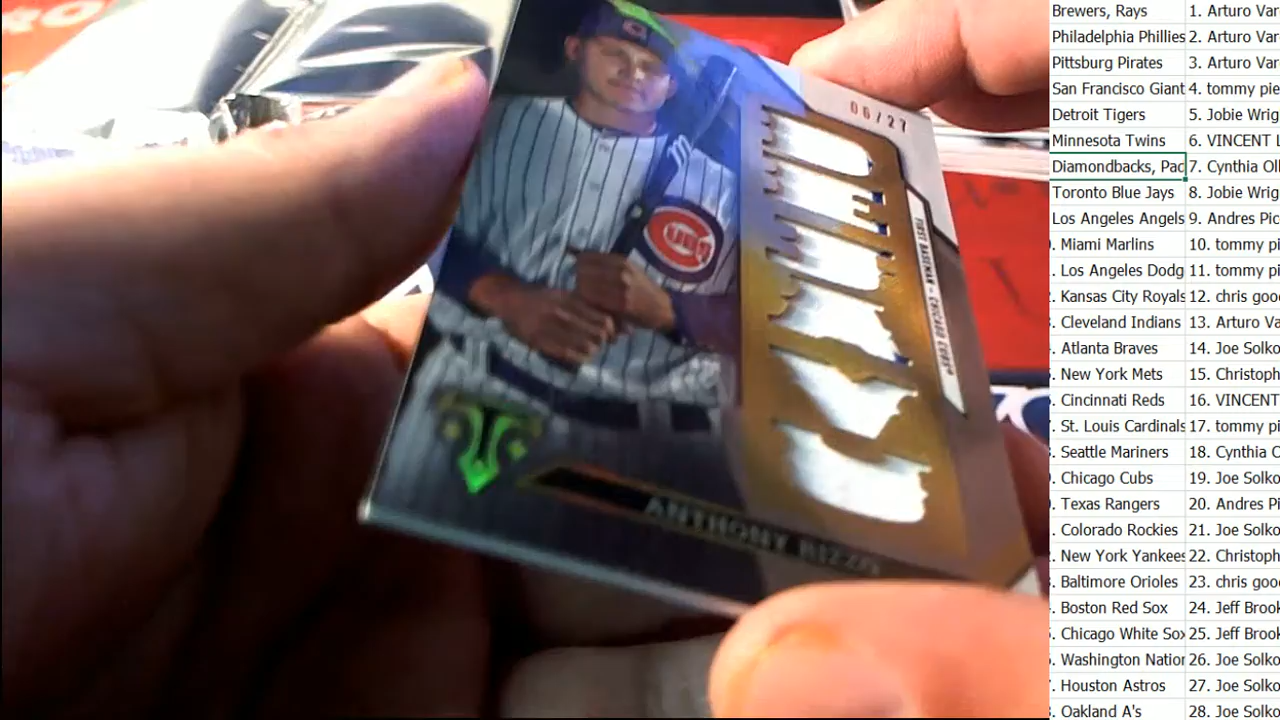 06/27
CUBS
FIRST BASEMAN - CHICAGO CUBS®
ANTHONY RIZZO
Brewers, Rays 1. Arturo Var
Philadelphia Phillies 2. Arturo Var
Pittsburg Pirates 3. Arturo Var
San Francisco Giant 4. tommy pie
Detroit Tigers 5. Jobie Wrig
Minnesota Twins 6. VINCENT L
Diamondbacks, Pad 7. Cynthia Oll
Toronto Blue Jays 8. Jobie Wrig
Los Angeles Angels 9. Andres Pic
. Miami Marlins 10. tommy pi
. Los Angeles Dodg 11. tommy pi
. Kansas City Royals 12. chris goo
. Cleveland Indians 13. Arturo Va
. Atlanta Braves 14. Joe Solko
. New York Mets 15. Christoph
. Cincinnati Reds 16. VINCENT
. St. Louis Cardinals 17. tommy pi
. Seattle Mariners 18. Cynthia O
. Chicago Cubs 19. Joe Solko
. Texas Rangers 20. Andres Pi
. Colorado Rockies 21. Joe Solko
. New York Yankees 22. Christoph
. Baltimore Orioles 23. chris goo
. Boston Red Sox 24. Jeff Brook
. Chicago White Sox 25. Jeff Brook
. Washington Nation 26. Joe Solko
. Houston Astros 27. Joe Solko
. Oakland A's 28. Joe Solko